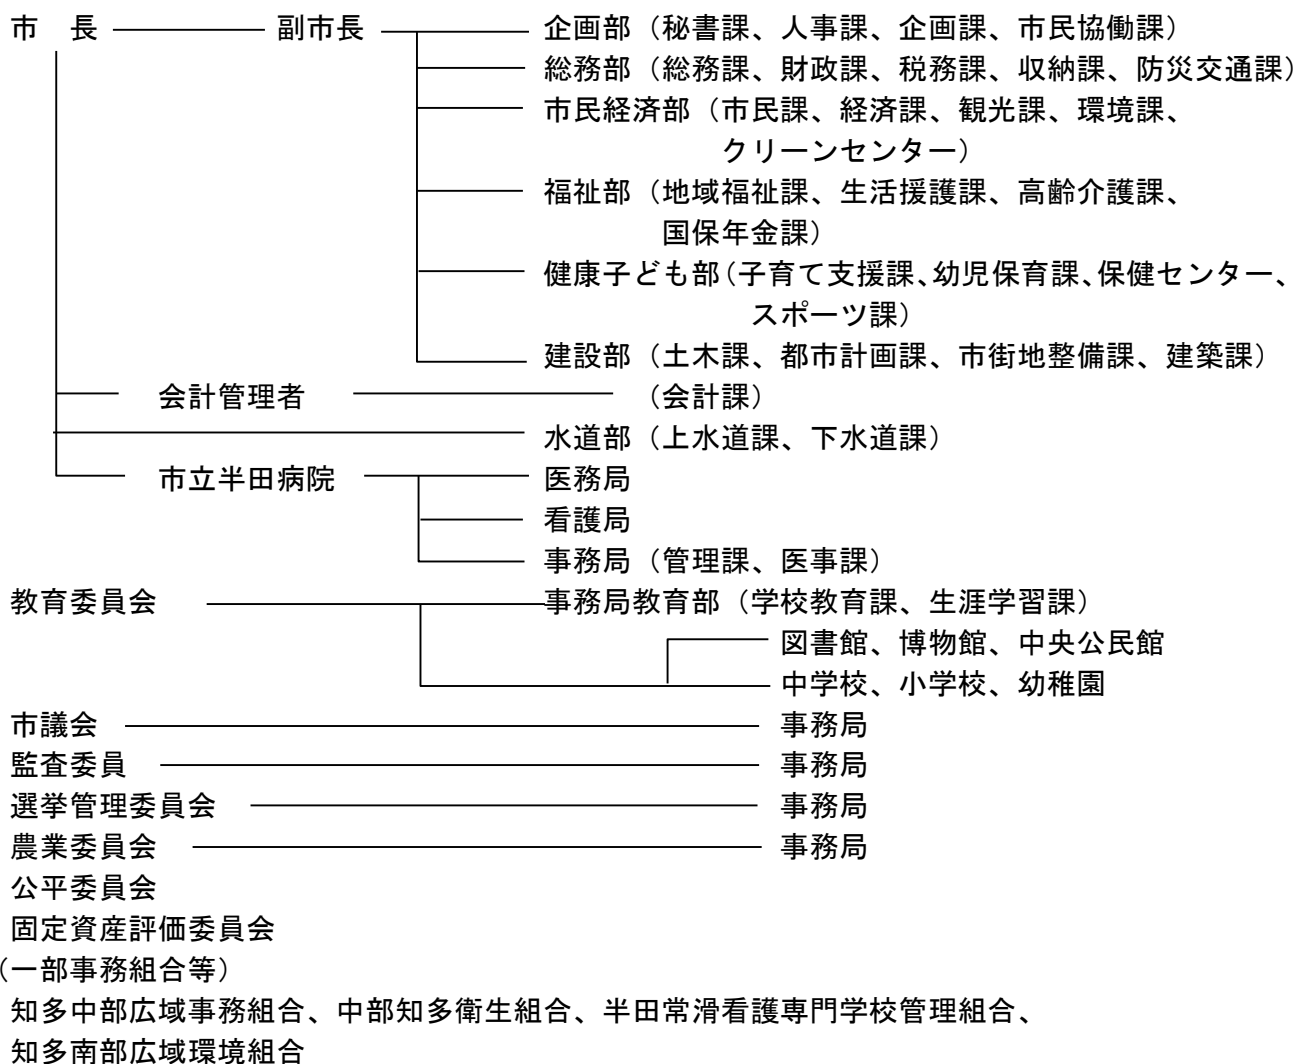 市　長　副市長　企画部（秘書課、人事課、企画課、市民協働課）
総務部（総務課、財政課、税務課、収納課、防災交通課）
市民経済部（市民課、経済課、観光課、環境課、
クリーンセンター）
福祉部（地域福祉課、生活援護課、高齢介護課、
国保年金課）
健康子ども部（子育て支援課、幼児保育課、保健センター、
スポーツ課）
建設部（土木課、都市計画課、市街地整備課、建築課）
会計管理者　（会計課）
水道部（上水道課、下水道課）
市立半田病院　医務局
看護局
事務局（管理課、医事課）
教育委員会　事務局教育部（学校教育課、生涯学習課）
図書館、博物館、中央公民館
中学校、小学校、幼稚園
市議会　事務局
監査委員　事務局
選挙管理委員会　事務局
農業委員会　事務局
公平委員会
固定資産評価委員会
（一部事務組合等）
知多中部広域事務組合、中部知多衛生組合、半田常滑看護専門学校管理組合、
知多南部広域環境組合